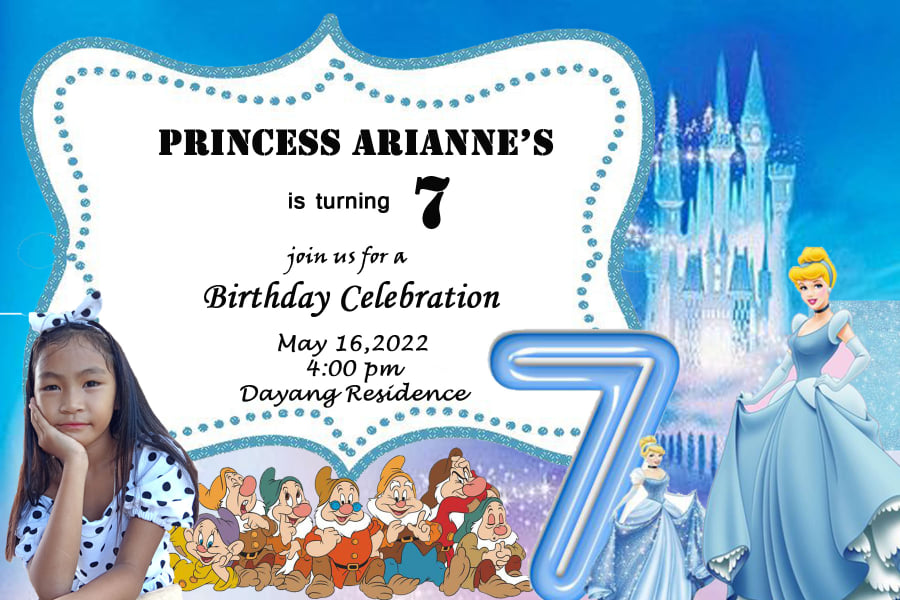 PRINCESS ARIANNE'S
is turning 7
join us for a
Birthday Celebration
May 16,2022
4:00 pm
Dayang Residence
7